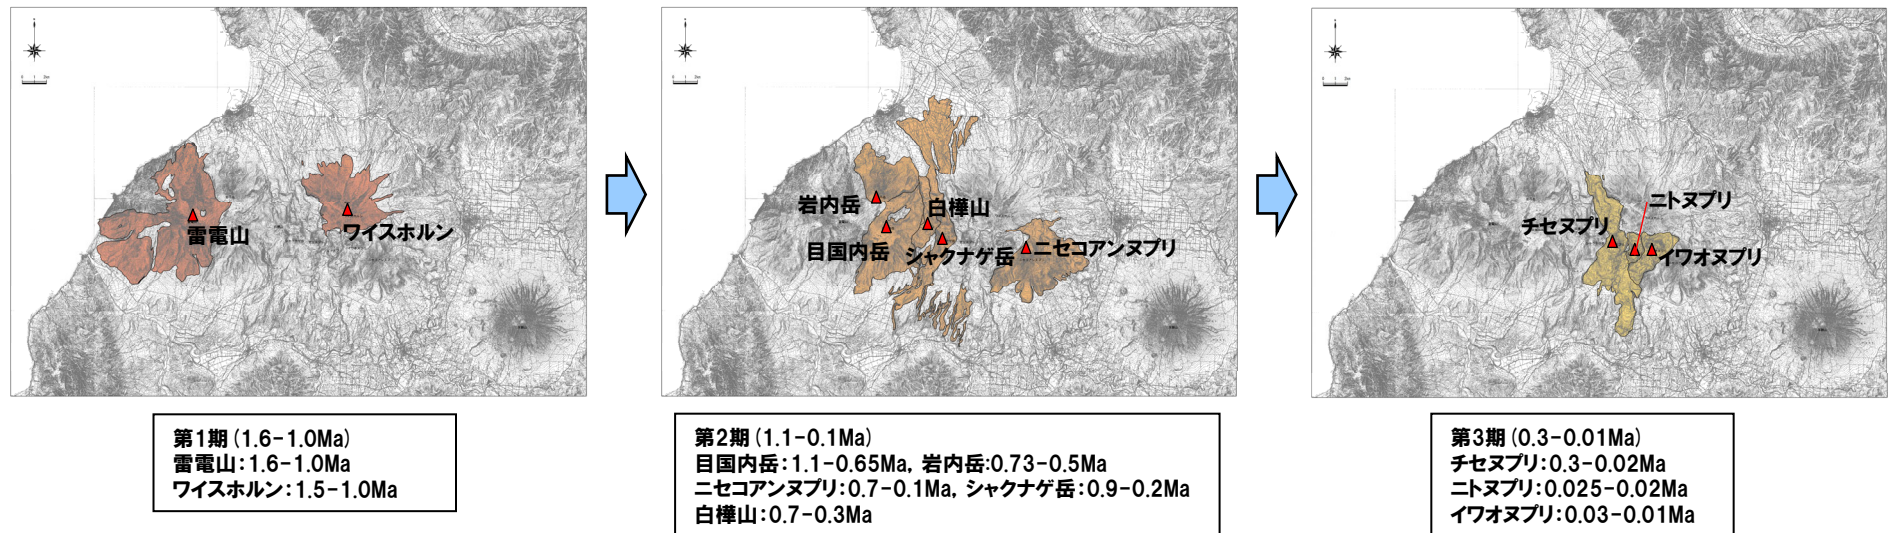 雷電山
ワイスホルン
第1期(1.6-1.0Ma)
雷電山:1.6-1.0Ma
ワイスホルン:1.5-1.0Ma
岩内岳
白樺山
目国内岳
シャクナゲ岳
ニセコアンヌプリ
第2期(1.1-0.1Ma)
目国内岳:1.1-0.65Ma, 岩内岳:0.73-0.5Ma
ニセコアンヌプリ:0.7-0.1Ma, シャクナゲ岳:0.9-0.2Ma
白樺山:0.7-0.3Ma
ニトヌプリ
チセヌプリ
イワオヌプリ
第3期(0.3-0.01Ma)
チセヌプリ:0.3-0.02Ma
ニトヌプリ:0.025-0.02Ma
イワオヌプリ:0.03-0.01Ma